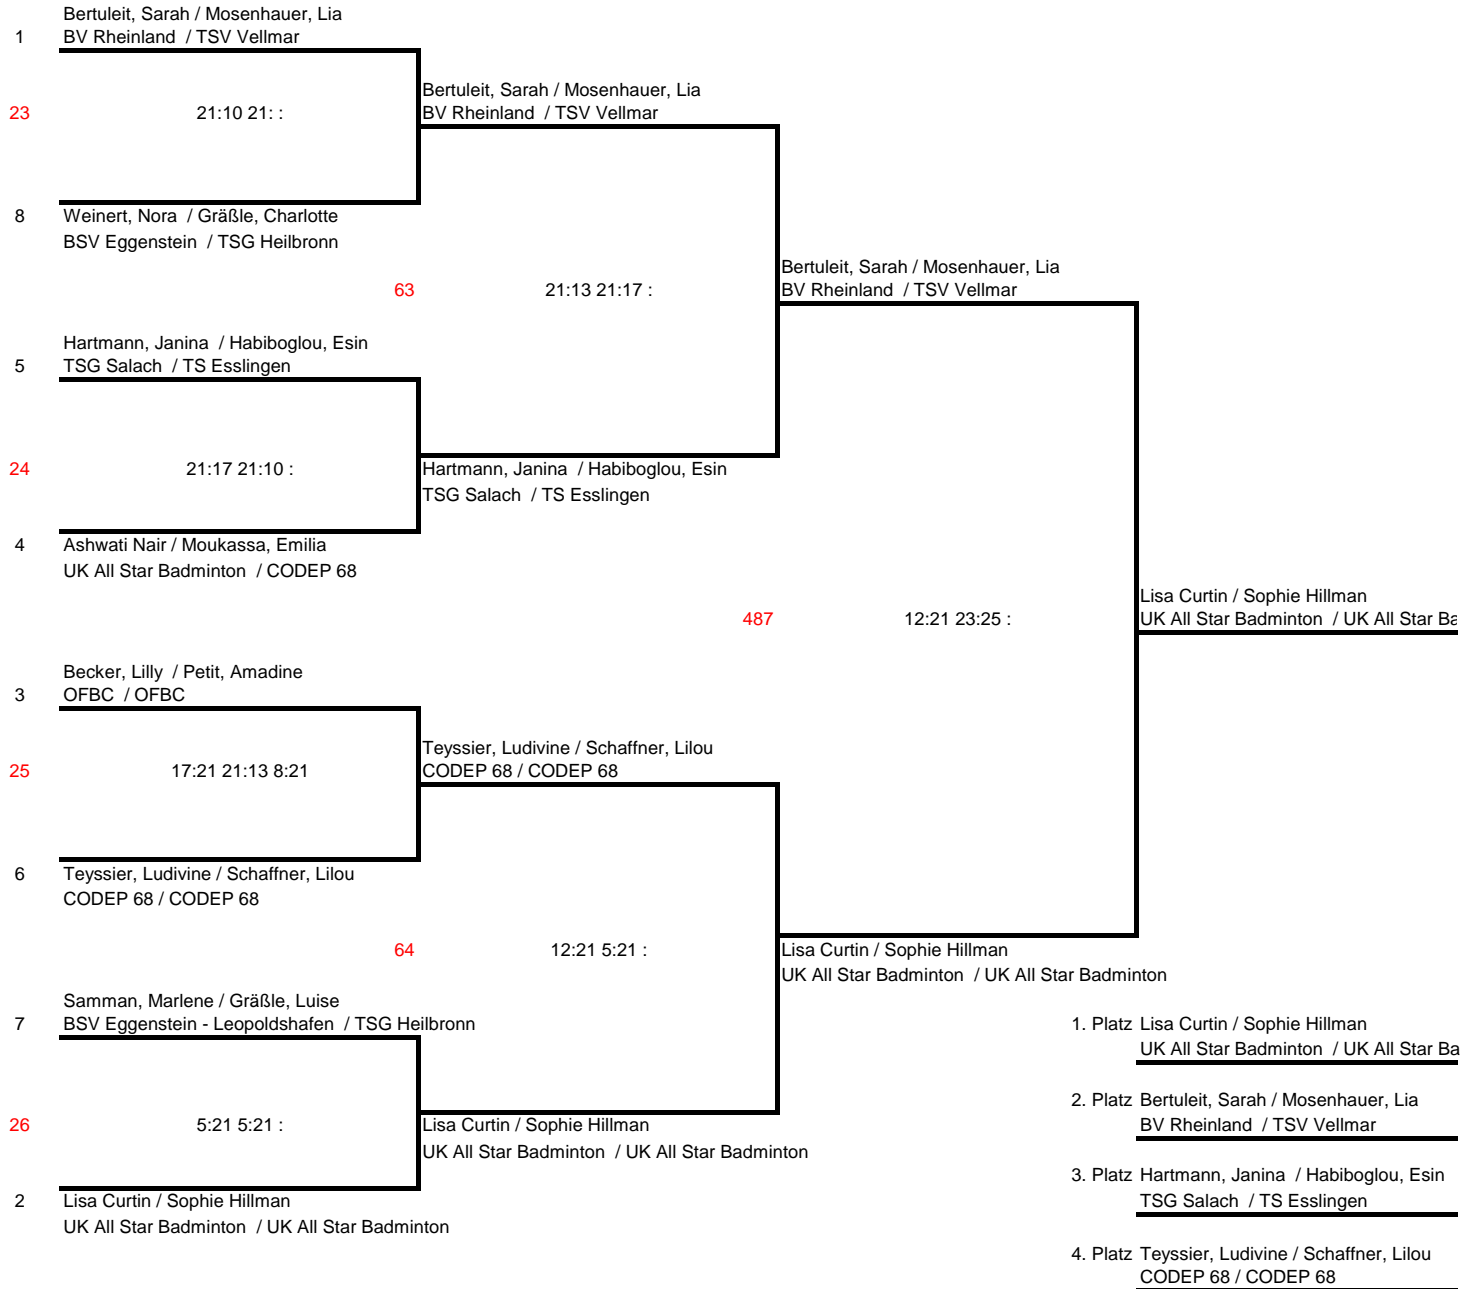 Bertuleit, Sarah / Mosenhauer, Lia
1 BV Rheinland / TSV Vellmar
Bertuleit, Sarah / Mosenhauer, Lia
23 21:10 21: : BV Rheinland / TSV Vellmar
8 Weinert, Nora / Gräßle, Charlotte
BSV Eggenstein / TSG Heilbronn
Bertuleit, Sarah / Mosenhauer, Lia
63 21:13 21:17 : BV Rheinland / TSV Vellmar
Hartmann, Janina / Habiboglou, Esin
5 TSG Salach / TS Esslingen
24 21:17 21:10 : Hartmann, Janina / Habiboglou, Esin
TSG Salach / TS Esslingen
4 Ashwati Nair / Moukassa, Emilia
UK All Star Badminton / CODEP 68
Lisa Curtin / Sophie Hillman
487 12:21 23:25 : UK All Star Badminton / UK All Star Ba
Becker, Lilly / Petit, Amadine
3 OFBC / OFBC
Teyssier, Ludivine / Schaffner, Lilou
25 17:21 21:13 8:21 CODEP 68 / CODEP 68
6 Teyssier, Ludivine / Schaffner, Lilou
CODEP 68 / CODEP 68
64 12:21 5:21 : Lisa Curtin / Sophie Hillman
UK All Star Badminton / UK All Star Badminton
Samman, Marlene / Gräßle, Luise
7 BSV Eggenstein - Leopoldshafen / TSG Heilbronn
1. Platz Lisa Curtin / Sophie Hillman
UK All Star Badminton / UK All Star Ba
2. Platz Bertuleit, Sarah / Mosenhauer, Lia
BV Rheinland / TSV Vellmar
26 5:21 5:21 : Lisa Curtin / Sophie Hillman
UK All Star Badminton / UK All Star Badminton
3. Platz Hartmann, Janina / Habiboglou, Esin
TSG Salach / TS Esslingen
2 Lisa Curtin / Sophie Hillman
UK All Star Badminton / UK All Star Badminton
4. Platz Teyssier, Ludivine / Schaffner, Lilou
CODEP 68 / CODEP 68